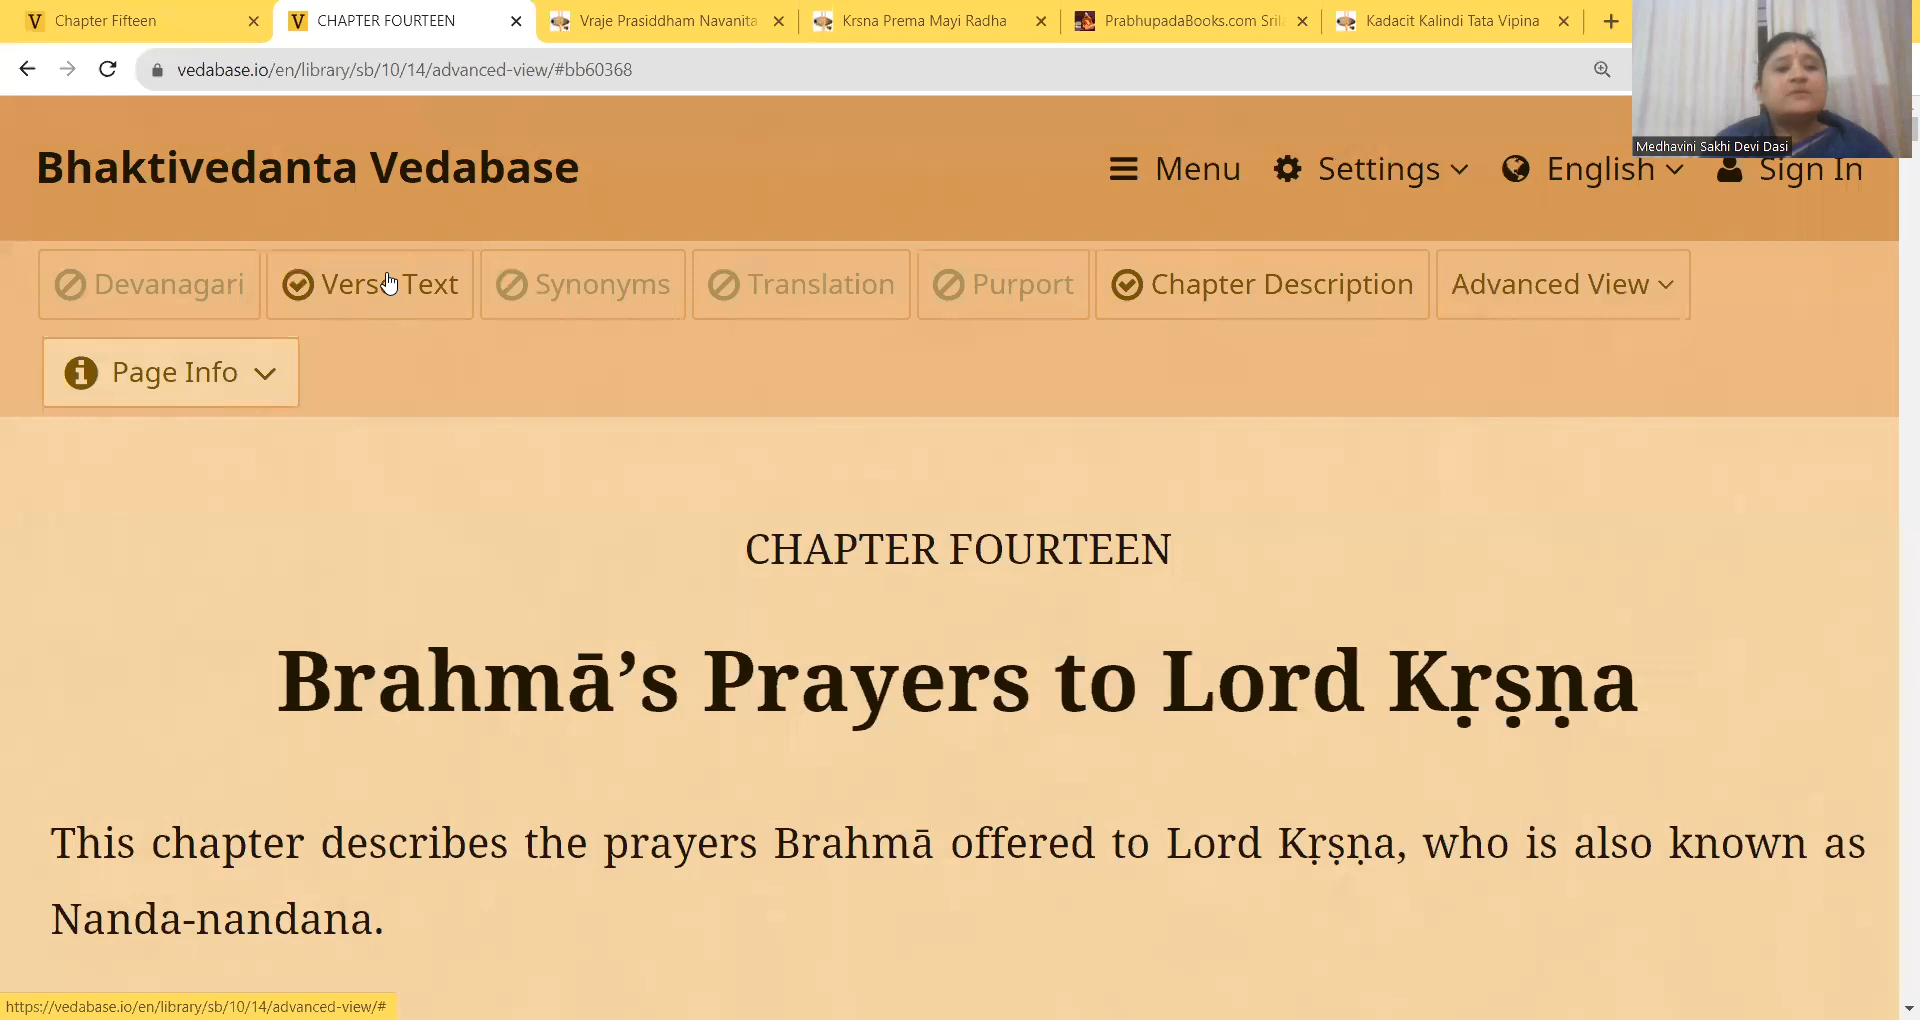 Chapter Fifteen
CHAPTER FOURTEEN
Vraje Prasiddham Navanita
Krsna Prema Mayi Radha
PrabhupadaBooks.com Srila
Kadacit Kalindi Tata Vipina
vedabase.io/en/library/sb/10/14/advanced-view/#bb60368
Medhavini Sakhi Devi Dasi
Bhaktivedanta Vedabase
Menu
Settings
English
Sign In
Devanagari
Verse Text
Synonyms
Translation
Purport
Chapter Description
Advanced View
Page Info
CHAPTER FOURTEEN
Brahmā’s Prayers to Lord Kṛṣṇa
This chapter describes the prayers Brahmā offered to Lord Kṛṣṇa, who is also known as
Nanda-nandana.
https://vedabase.io/en/library/sb/10/14/advanced-view/#